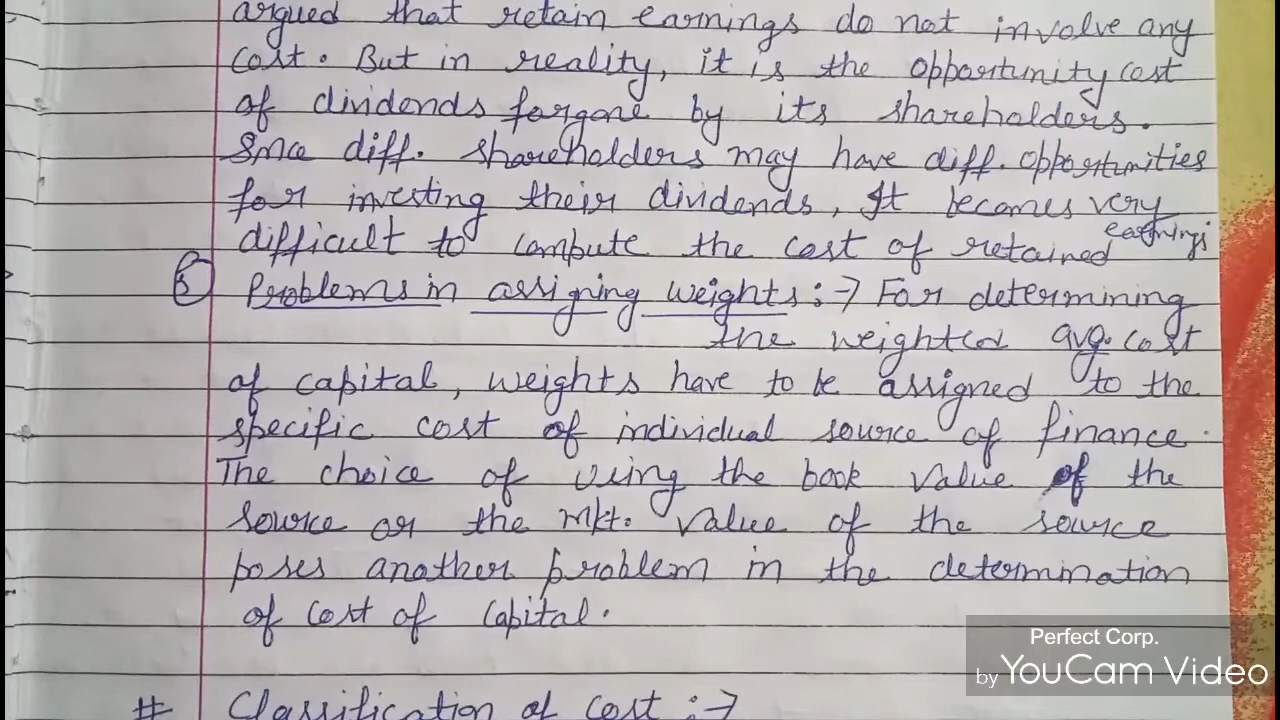 argued that retain earnings do not involve any
cost. But in reality, it is the opportunity cost
of dividends forgone by its shareholders.
Since diff. shareholders may have diff. opportunities
for investing their dividends, It becomes very
difficult to compute the cost of retained earnings
5 Problems in assigning weights :→ For determining
the weighted avg. cost
of capital, weights have to be assigned to the
specific cost of individual source of finance.
The choice of using the book value of the
source or the mkt. value of the source
poses another problem in the determination
of cost of capital.
# Classification of cost :→
Perfect Corp.
by YouCam Video